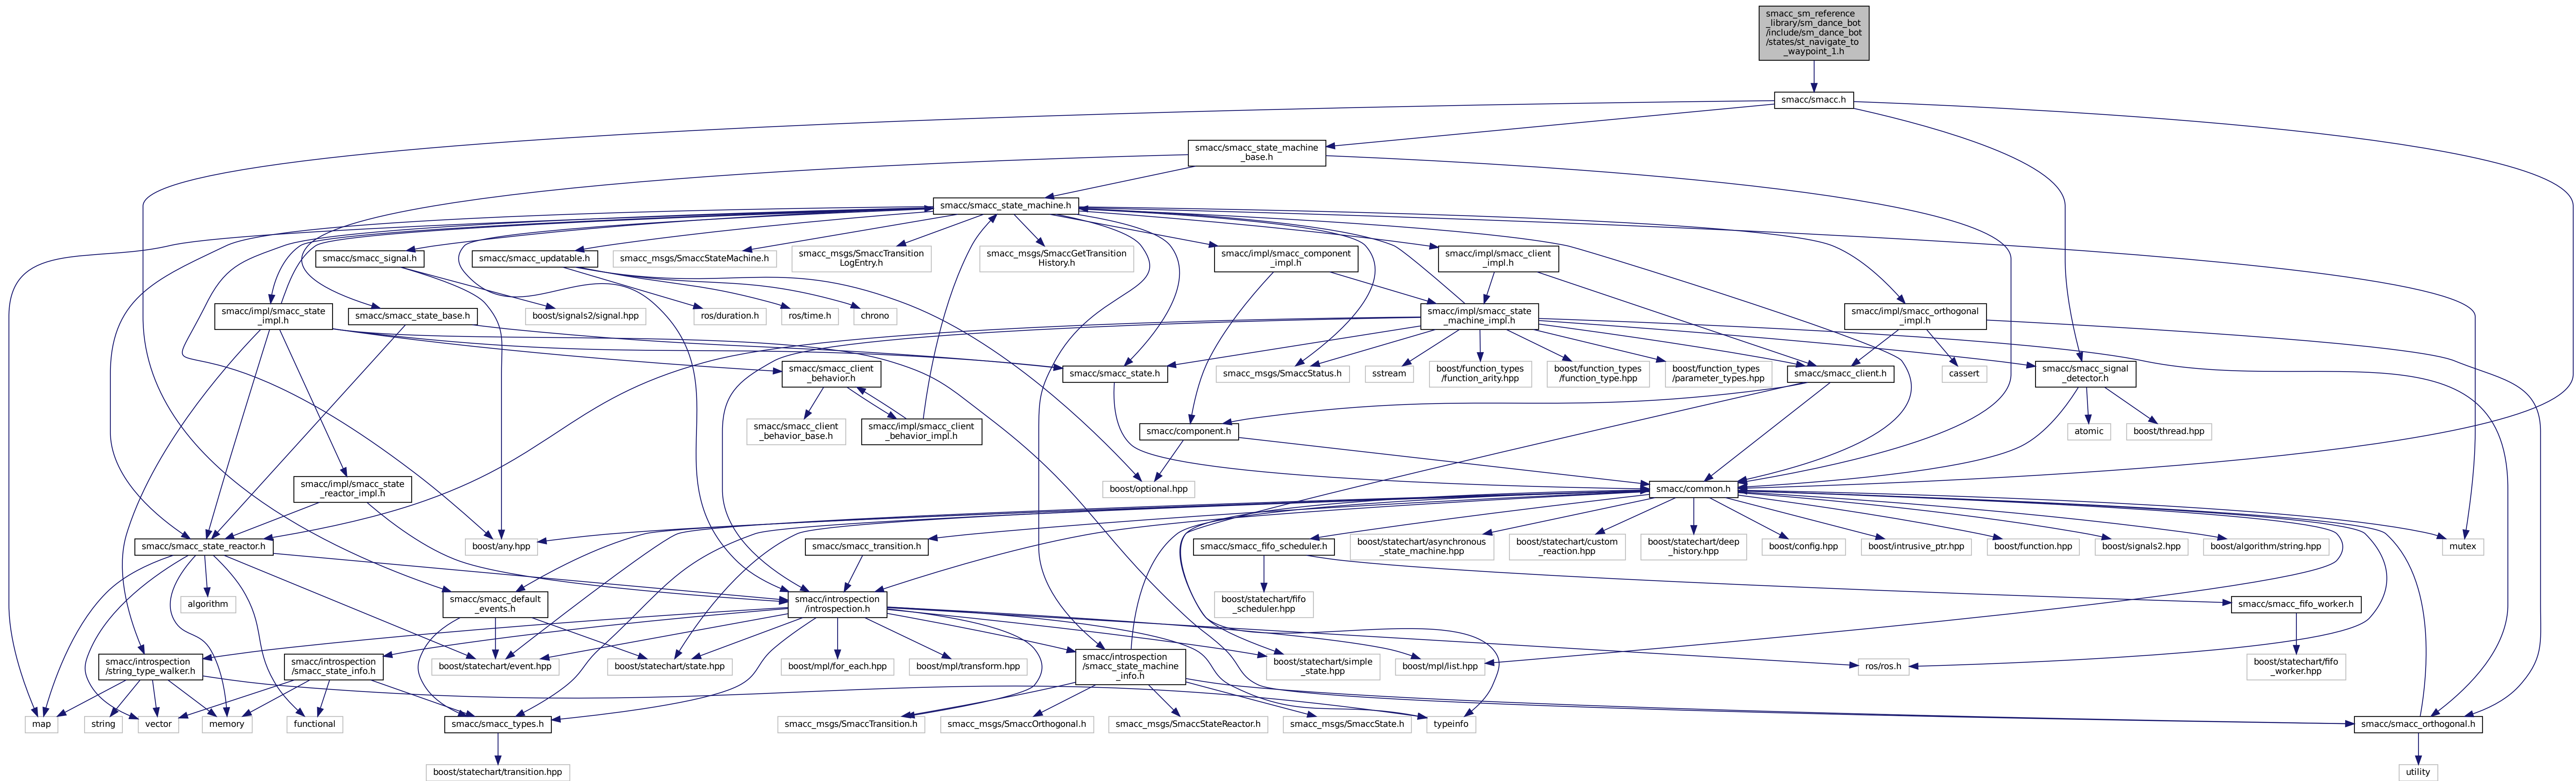 smacc_sm_reference
_library/sm_dance_bot
/include/sm_dance_bot
/states/st_navigate_to
_waypoint_1.h
smacc/smacc.h
smacc/smacc_state_machine
_base.h
smacc/smacc_state_machine.h
smacc/smacc_signal.h
smacc/smacc_updatable.h
smacc_msgs/SmaccStateMachine.h
smacc_msgs/SmaccTransition
LogEntry.h
smacc_msgs/SmaccGetTransition
History.h
smacc/impl/smacc_component
_impl.h
smacc/impl/smacc_client
_impl.h
smacc/impl/smacc_state
_impl.h
smacc/smacc_state_base.h
boost/signals2/signal.hpp
ros/duration.h
ros/time.h
chrono
smacc/impl/smacc_state
_machine_impl.h
smacc/impl/smacc_orthogonal
_impl.h
smacc/smacc_client
_behavior.h
smacc/smacc_state.h
smacc_msgs/SmaccStatus.h
sstream
boost/function_types
/function_arity.hpp
boost/function_types
/function_type.hpp
boost/function_types
/parameter_types.hpp
smacc/smacc_client.h
cassert
smacc/smacc_signal
_detector.h
smacc/smacc_client
_behavior_base.h
smacc/impl/smacc_client
_behavior_impl.h
smacc/component.h
atomic
boost/thread.hpp
smacc/impl/smacc_state
_reactor_impl.h
boost/optional.hpp
smacc/common.h
smacc/smacc_state_reactor.h
boost/any.hpp
smacc/smacc_transition.h
smacc/smacc_fifo_scheduler.h
boost/statechart/asynchronous
_state_machine.hpp
boost/statechart/custom
_reaction.hpp
boost/statechart/deep
_history.hpp
boost/config.hpp
boost/intrusive_ptr.hpp
boost/function.hpp
boost/signals2.hpp
boost/algorithm/string.hpp
mutex
algorithm
smacc/smacc_default
_events.h
smacc/introspection
/introspection.h
boost/statechart/fifo
_scheduler.hpp
smacc/smacc_fifo_worker.h
smacc/introspection
/string_type_walker.h
smacc/introspection
/smacc_state_info.h
boost/statechart/event.hpp
boost/statechart/state.hpp
boost/mpl/for_each.hpp
boost/mpl/transform.hpp
smacc/introspection
/smacc_state_machine
_info.h
boost/statechart/simple
_state.hpp
boost/mpl/list.hpp
ros/ros.h
boost/statechart/fifo
_worker.hpp
map
string
vector
memory
functional
smacc/smacc_types.h
smacc_msgs/SmaccTransition.h
smacc_msgs/SmaccOrthogonal.h
smacc_msgs/SmaccStateReactor.h
smacc_msgs/SmaccState.h
typeinfo
smacc/smacc_orthogonal.h
boost/statechart/transition.hpp
utility